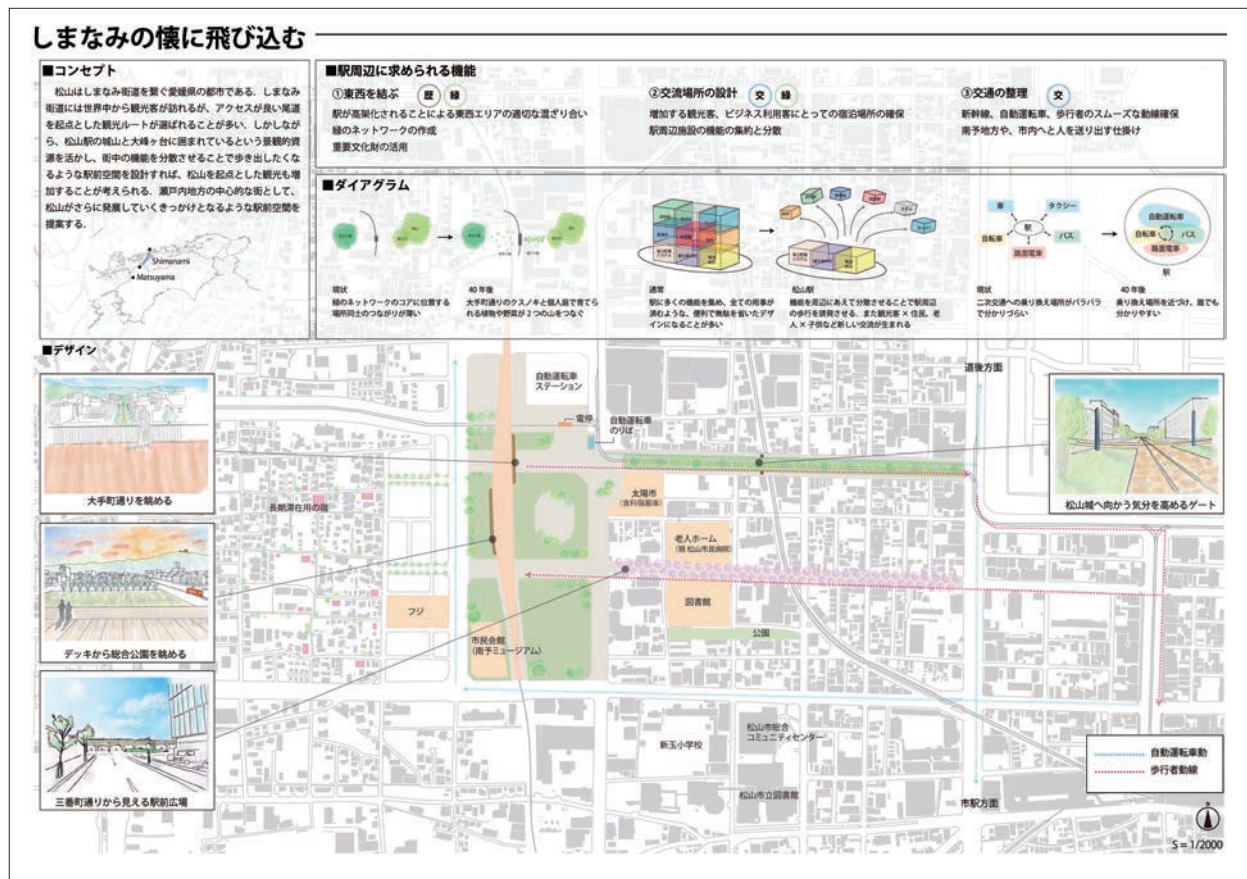 しまなみの懐に飛び込む
■コンセプト
松山はしまなみ街道を繋ぐ愛媛県の都市である．しまなみ
街道には世界中から観光客が訪れるが、アクセスが良い尾道
を起点とした観光ルートが選ばれることが多い．しかしなが
ら、松山駅の城山と大峰ヶ台に囲まれているという景観的資
源を活かし、街中の機能を分散させることで歩き出したくな
るような駅前空間を設計すれば、松山を起点とした観光も増
加することが考えられる．瀬戸内地方の中心的な街として、
松山がさらに発展していくきっかけとなるような駅前空間を
提案する．
Shimanami
Matsuyama
■駅周辺に求められる機能
①東西を結ぶ 歴 緑
駅が高架化されることによる東西エリアの適切な混ざり合い
緑のネットワークの作成
重要文化財の活用
②交流場所の設計 交 緑
増加する観光客、ビジネス利用客にとっての宿泊場所の確保
駅周辺施設の機能の集約と分散
③交通の整理 交
新幹線、自動運転車、歩行者のスムーズな動線確保
南予地方や、市内へと人を送り出す仕掛け
■ダイアグラム
現状
緑のネットワークのコアに位置する
場所同士のつながりが薄い
40年後
大手町通りのクスノキと個人庭で育てら
れる植物や野菜が2つの山をつなぐ
通常
駅に多くの機能を集め、全ての用事が
済むような、便利で無駄を省いたデザ
インになることが多い
松山駅
機能を周辺にあえて分散させることで駅周辺
の歩行を誘発させる．また観光客×住民、老
人×子供など新しい交流が生まれる
車
タクシー
駅
自転車
バス
路面電車
現状
二次交通への乗り換え場所がバラバラ
で分かりづらい
自動運転車
自転車
バス
路面電車
駅
40年後
乗り換え場所を近づけ、誰でも
分かりやすい
■デザイン
大手町通りを眺める
デッキから総合公園を眺める
三番町通りから見える駅前広場
自動運転車
ステーション
電停
自動運転車
のりば
道後方面
松山城へ向かう気分を高めるゲート
長期滞在用の宿
太陽市
老人ホーム
(現 松山市民病院)
フジ
図書館
公園
市民会館
(南予ミュージアム)
新玉小学校
松山市総合
コミュニティセンター
松山市立図書館
市駅方面
自動運転車動
歩行者動線
N
S = 1/2000